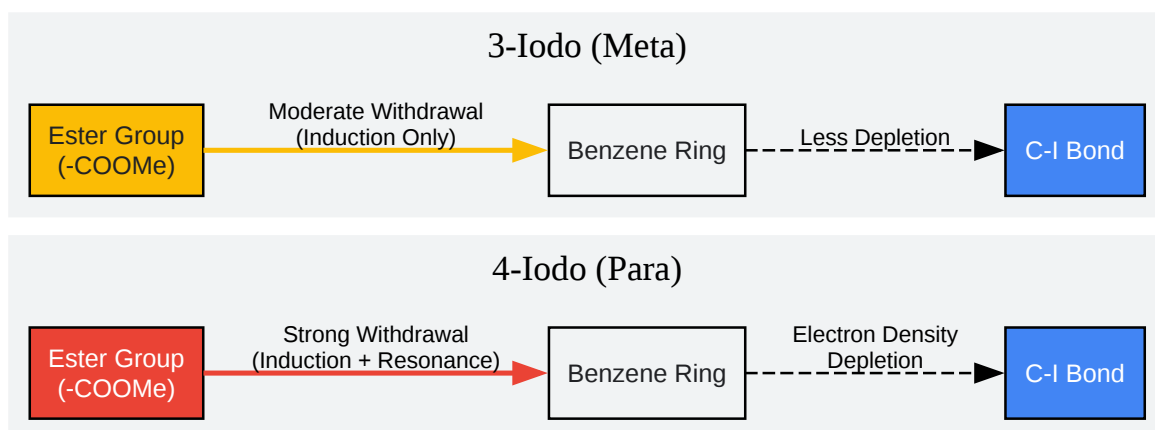 3-Iodo (Meta)
Ester Group
(-COOMe)
Moderate Withdrawal
(Induction Only)
Benzene Ring
Less Depletion
C-I Bond
4-Iodo (Para)
Ester Group
(-COOMe)
Strong Withdrawal
(Induction + Resonance)
Benzene Ring
Electron Density
Depletion
C-I Bond